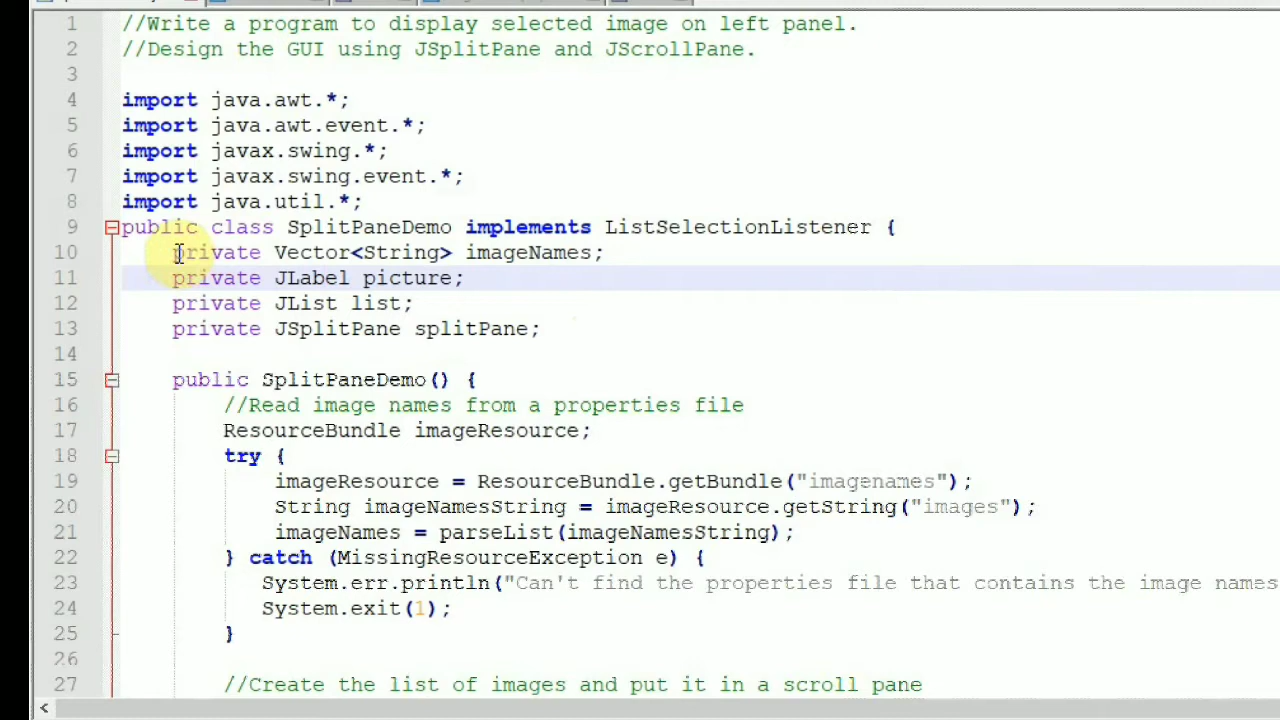 1 //Write a program to display selected image on left panel.
2 //Design the GUI using JSplitPane and JScrollPane.
3
4 import java.awt.*;
5 import java.awt.event.*;
6 import javax.swing.*;
7 import javax.swing.event.*;
8 import java.util.*;
9 public class SplitPaneDemo implements ListSelectionListener {
10 private Vector<String> imageNames;
11 private JLabel picture;
12 private JList list;
13 private JSplitPane splitPane;
14
15 public SplitPaneDemo() {
16 //Read image names from a properties file
17 ResourceBundle imageResource;
18 try {
19 imageResource = ResourceBundle.getBundle("imagenames");
20 String imageNamesString = imageResource.getString("images");
21 imageNames = parseList(imageNamesString);
22 } catch (MissingResourceException e) {
23 System.err.println("Can't find the properties file that contains the image names
24 System.exit(1);
25 }
26
27 //Create the list of images and put it in a scroll pane